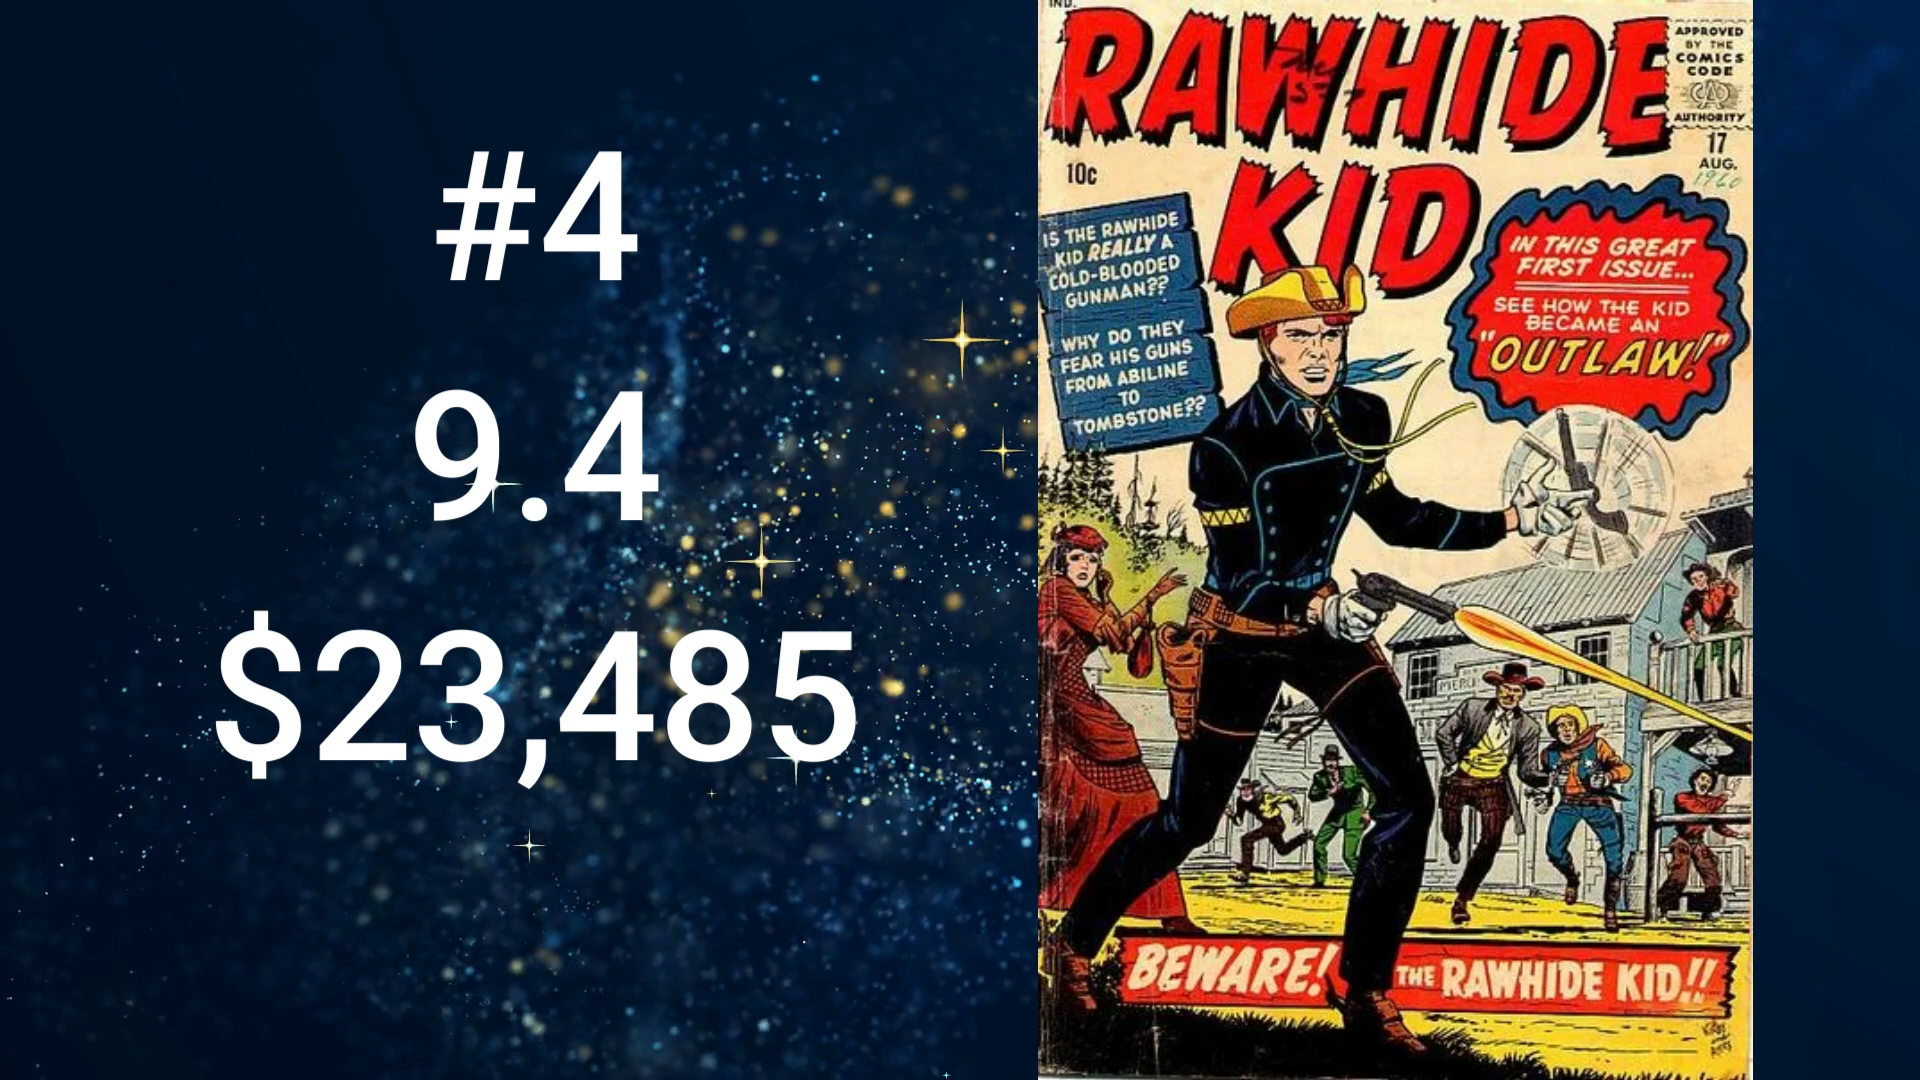 #4
9.4
$23,485
IND.
RAWHIDE
KID
APPROVED
BY THE
COMICS
CODE
AUTHORITY
17
AUG.
1960
10c
IS THE RAWHIDE
KID REALLY A
COLD-BLOODED
GUNMAN??
WHY DO THEY
FEAR HIS GUNS
FROM ABILINE
TO
TOMBSTONE??
IN THIS GREAT
FIRST ISSUE...
SEE HOW THE KID
BECAME AN
"OUTLAW!"
BEWARE! THE RAWHIDE KID!!